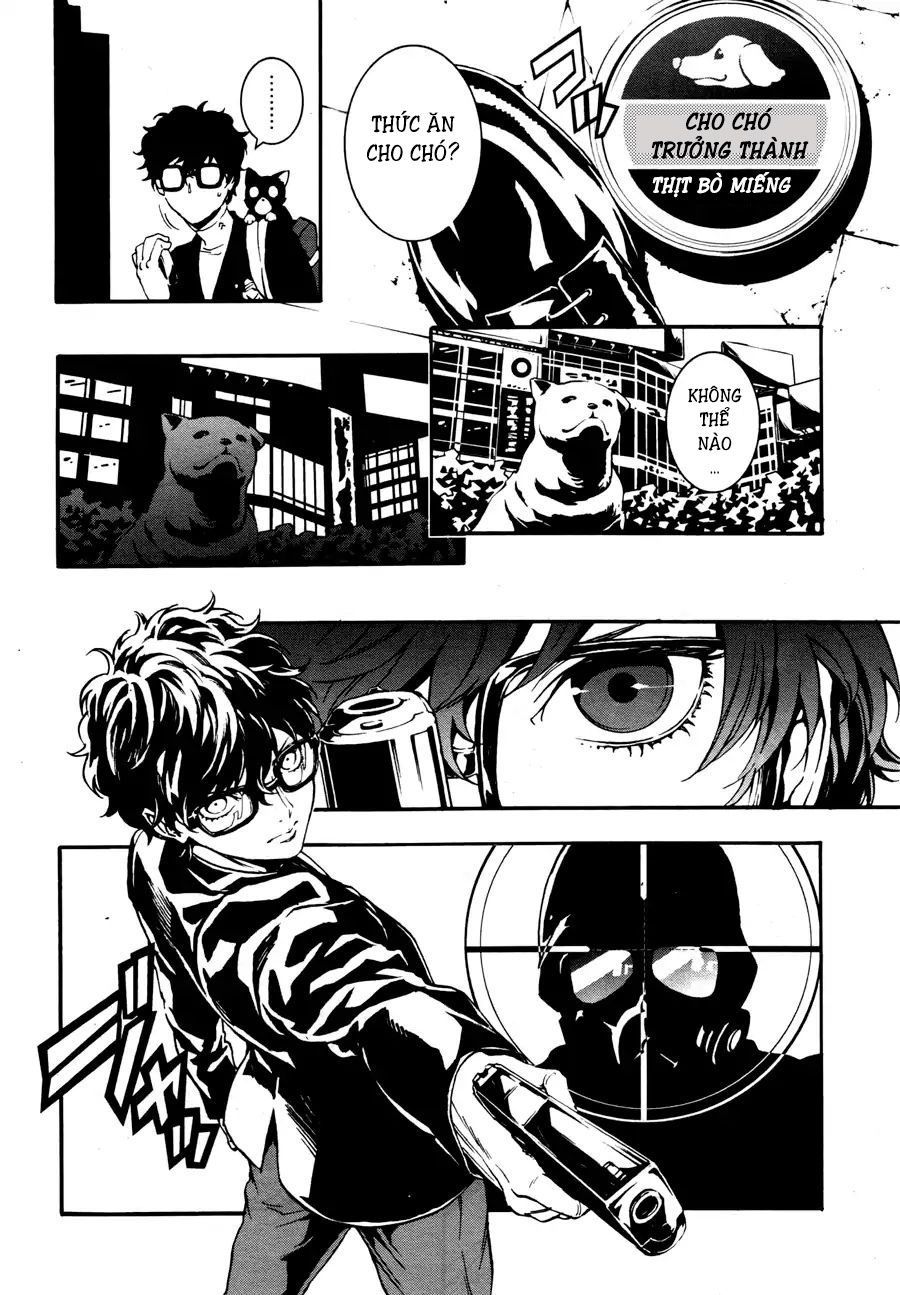 ………
THỨC ĂN
CHO CHÓ?
CHO CHÓ
TRƯỞNG THÀNH
THỊT BÒ MIẾNG
KHÔNG
THỂ
NÀO
...